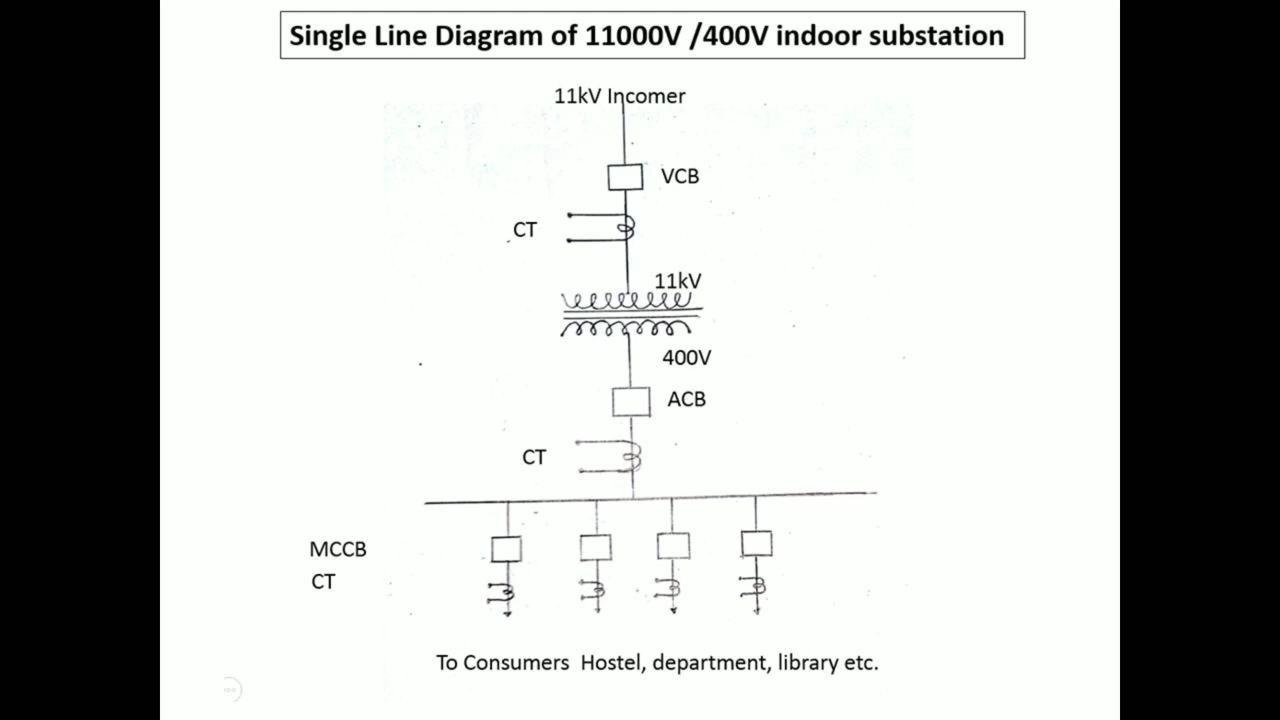 Single Line Diagram of 11000V /400V indoor substation
11kV Incomer
VCB
CT
11kV
400V
ACB
CT
MCCB
CT
To Consumers Hostel, department, library etc.